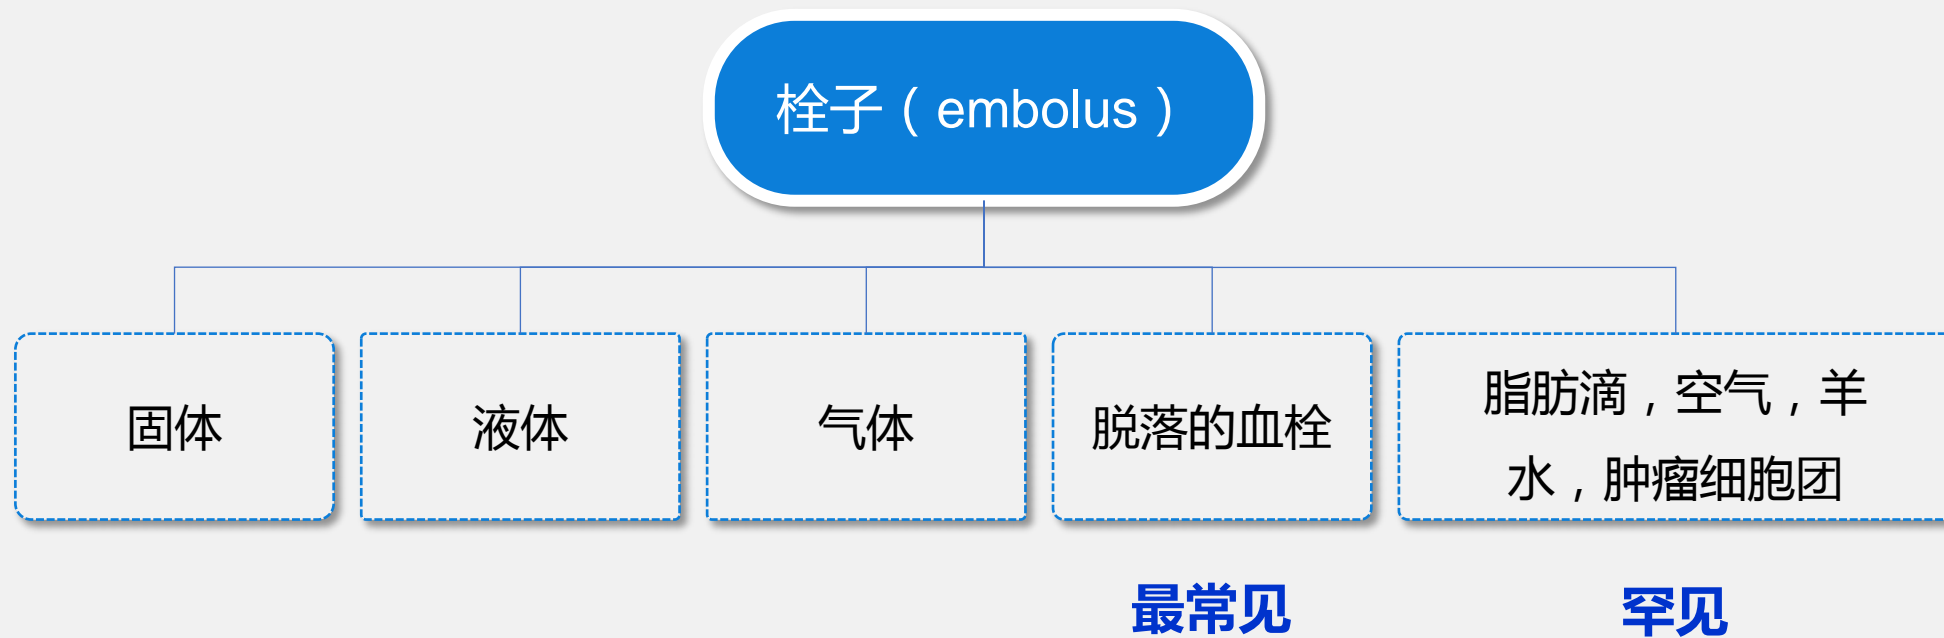 栓子（embolus）
固体
液体
气体
脱落的血栓
脂肪滴，空气，羊
水，肿瘤细胞团
最常见
罕见